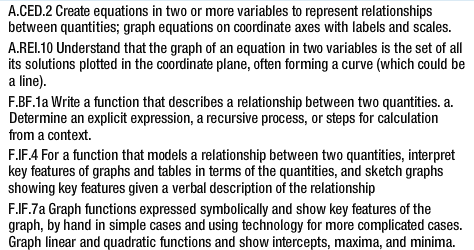 A.CED.2 Create equations in two or more variables to represent relationships
between quantities; graph equations on coordinate axes with labels and scales.
A.REI.10 Understand that the graph of an equation in two variables is the set of all
its solutions plotted in the coordinate plane, often forming a curve (which could be
a line).
F.BF.1a Write a function that describes a relationship between two quantities. a.
Determine an explicit expression, a recursive process, or steps for calculation
from a context.
F.IF.4 For a function that models a relationship between two quantities, interpret
key features of graphs and tables in terms of the quantities, and sketch graphs
showing key features given a verbal description of the relationship
F.IF.7a Graph functions expressed symbolically and show key features of the
graph, by hand in simple cases and using technology for more complicated cases.
Graph linear and quadratic functions and show intercepts, maxima, and minima.